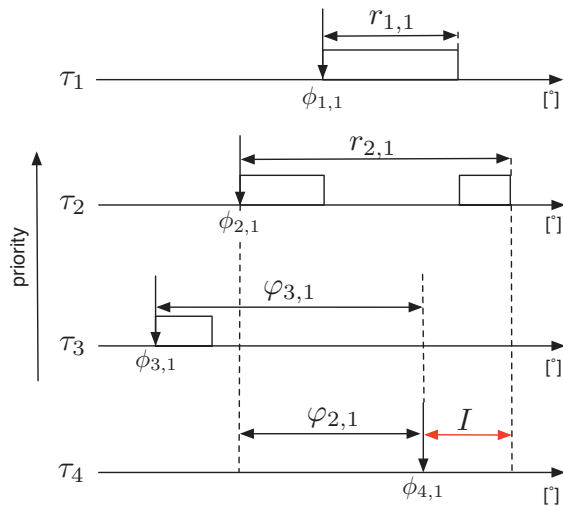 r1,1
τ1
ϕ1,1
[°]
r2,1
τ2
ϕ2,1
[°]
priority
φ3,1
τ3
ϕ3,1
[°]
φ2,1
I
τ4
ϕ4,1
[°]